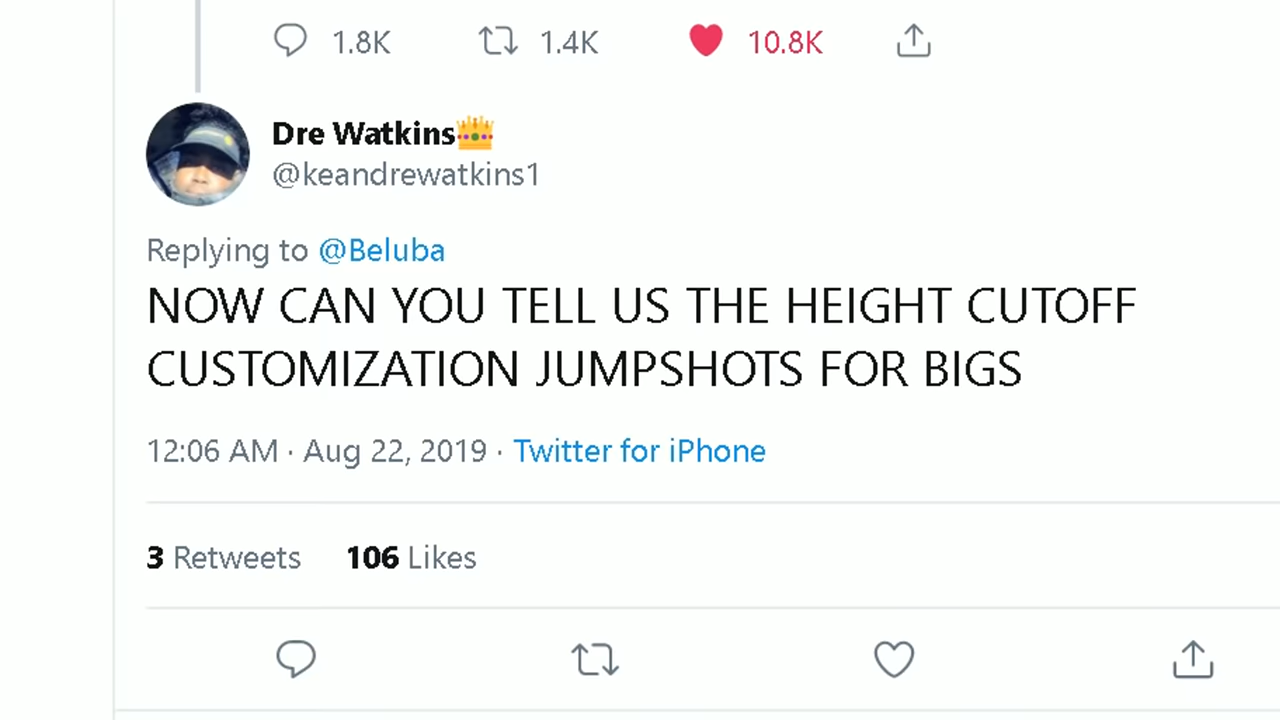 1.8K 1.4K 10.8K
Dre Watkins👑
@keandrewatkins1
Replying to @Beluba
NOW CAN YOU TELL US THE HEIGHT CUTOFF
CUSTOMIZATION JUMPSHOTS FOR BIGS
12:06 AM · Aug 22, 2019 · Twitter for iPhone
3 Retweets 106 Likes